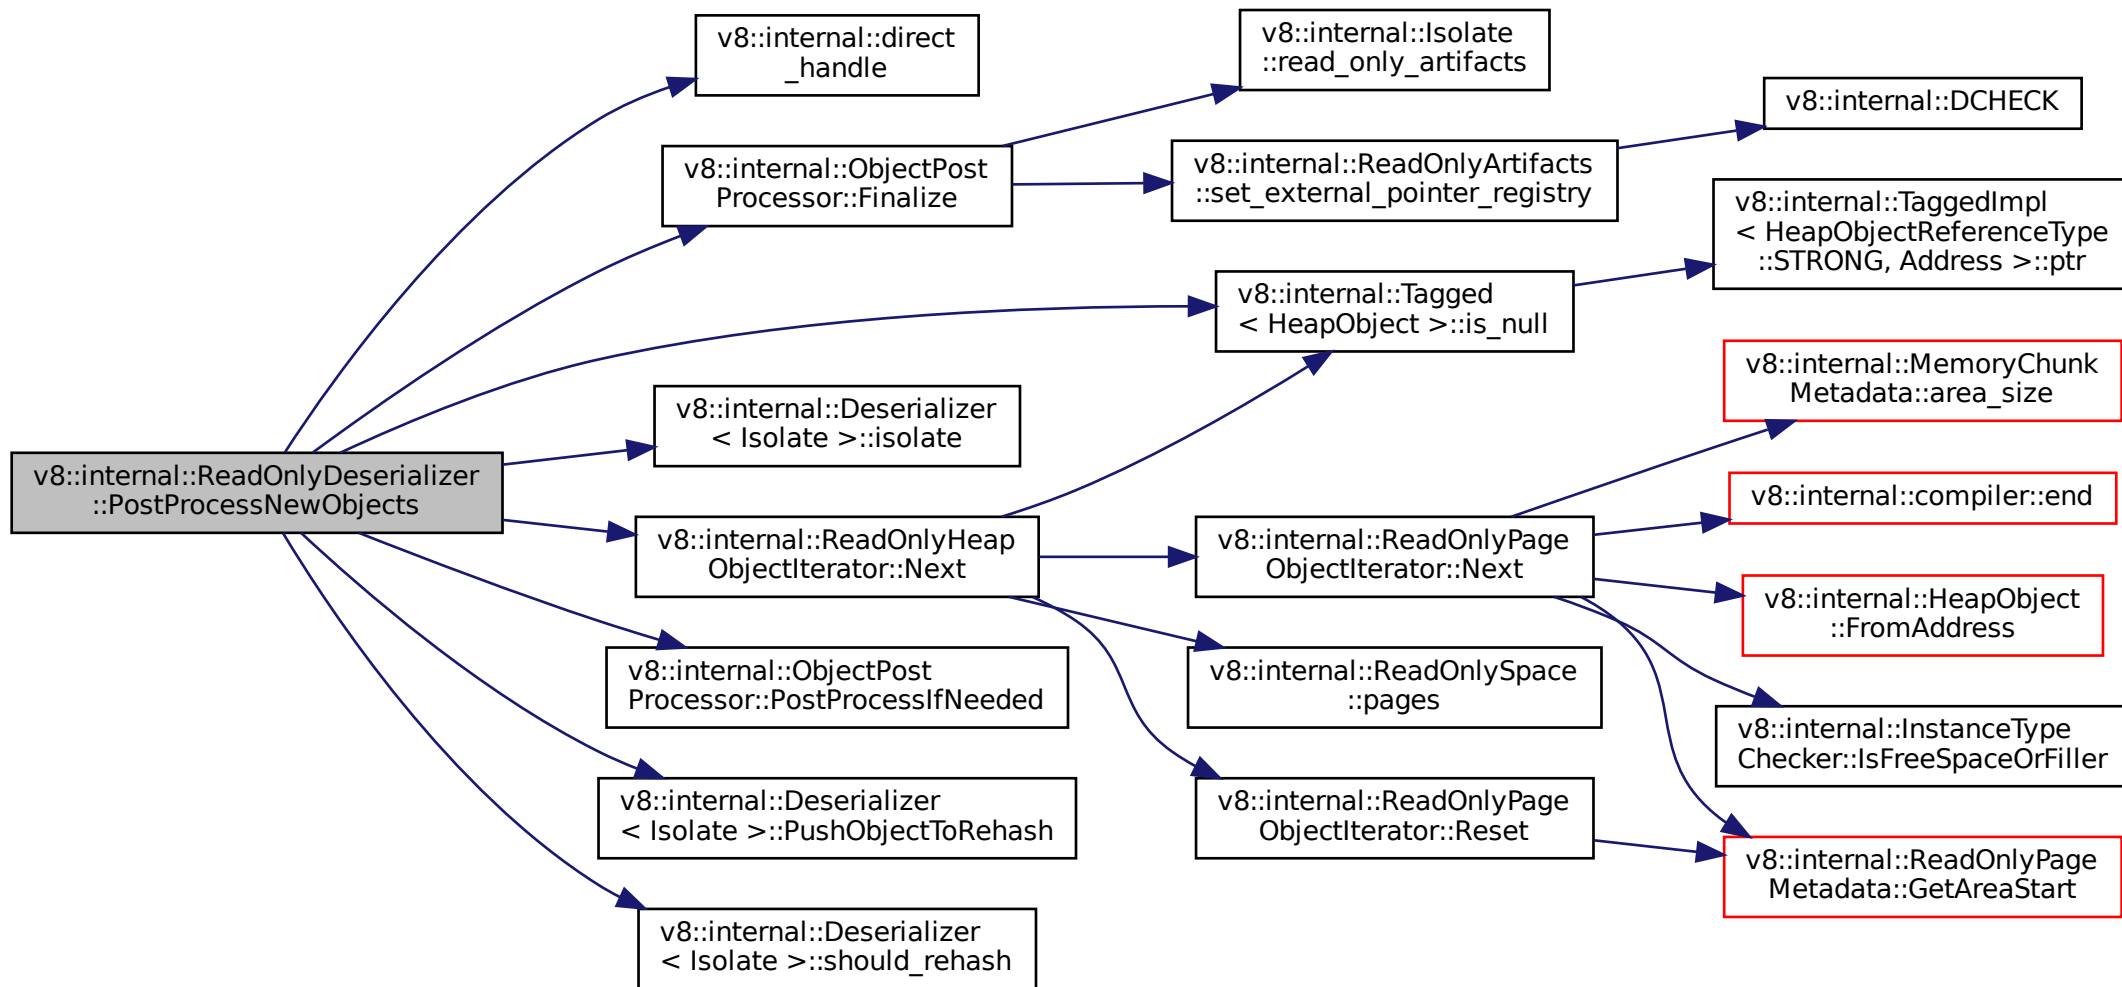 v8::internal::ReadOnlyDeserializer
::PostProcessNewObjects
v8::internal::direct
_handle
v8::internal::ObjectPost
Processor::Finalize
v8::internal::Isolate
::read_only_artifacts
v8::internal::ReadOnlyArtifacts
::set_external_pointer_registry
v8::internal::DCHECK
v8::internal::Tagged
< HeapObject >::is_null
v8::internal::TaggedImpl
< HeapObjectReferenceType
::STRONG, Address >::ptr
v8::internal::Deserializer
< Isolate >::isolate
v8::internal::ReadOnlyHeap
ObjectIterator::Next
v8::internal::ReadOnlyPage
ObjectIterator::Next
v8::internal::MemoryChunk
Metadata::area_size
v8::internal::compiler::end
v8::internal::HeapObject
::FromAddress
v8::internal::InstanceType
Checker::IsFreeSpaceOrFiller
v8::internal::ReadOnlyPage
Metadata::GetAreaStart
v8::internal::ReadOnlySpace
::pages
v8::internal::ReadOnlyPage
ObjectIterator::Reset
v8::internal::ObjectPost
Processor::PostProcessIfNeeded
v8::internal::Deserializer
< Isolate >::PushObjectToRehash
v8::internal::Deserializer
< Isolate >::should_rehash